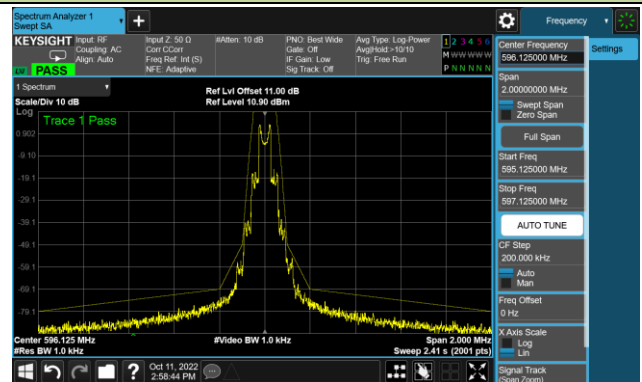 Spectrum Analyzer 1
Swept SA
Frequency
KEYSIGHT
Input: RF
Coupling: AC
Align: Auto
Input Z: 50 Ω
Corr CCorr
Freq Ref: Int (S)
NFE: Adaptive
#Atten: 10 dB
PNO: Best Wide
Gate: Off
IF Gain: Low
Sig Track: Off
Avg Type: Log-Power
Avg|Hold:>10/10
Trig: Free Run
1 2 3 4 5 6
M W W W W W
P N N N N N
LXI PASS
1 Spectrum
Scale/Div 10 dB
Ref Lvl Offset 11.00 dB
Ref Level 10.90 dBm
Log
Trace 1 Pass
0.902
-9.10
-19.1
-29.1
-39.1
-49.1
-59.1
-69.1
-79.1
Center 596.125 MHz
#Res BW 1.0 kHz
#Video BW 1.0 kHz
Span 2.000 MHz
Sweep 2.41 s (2001 pts)
Center Frequency
596.125000 MHz
Settings
Span
2.00000000 MHz
Swept Span
Zero Span
Full Span
Start Freq
595.125000 MHz
Stop Freq
597.125000 MHz
AUTO TUNE
CF Step
200.000 kHz
Auto
Man
Freq Offset
0 Hz
X Axis Scale
Log
Lin
Signal Track
(Span Zoom)
Oct 11, 2022
2:58:44 PM